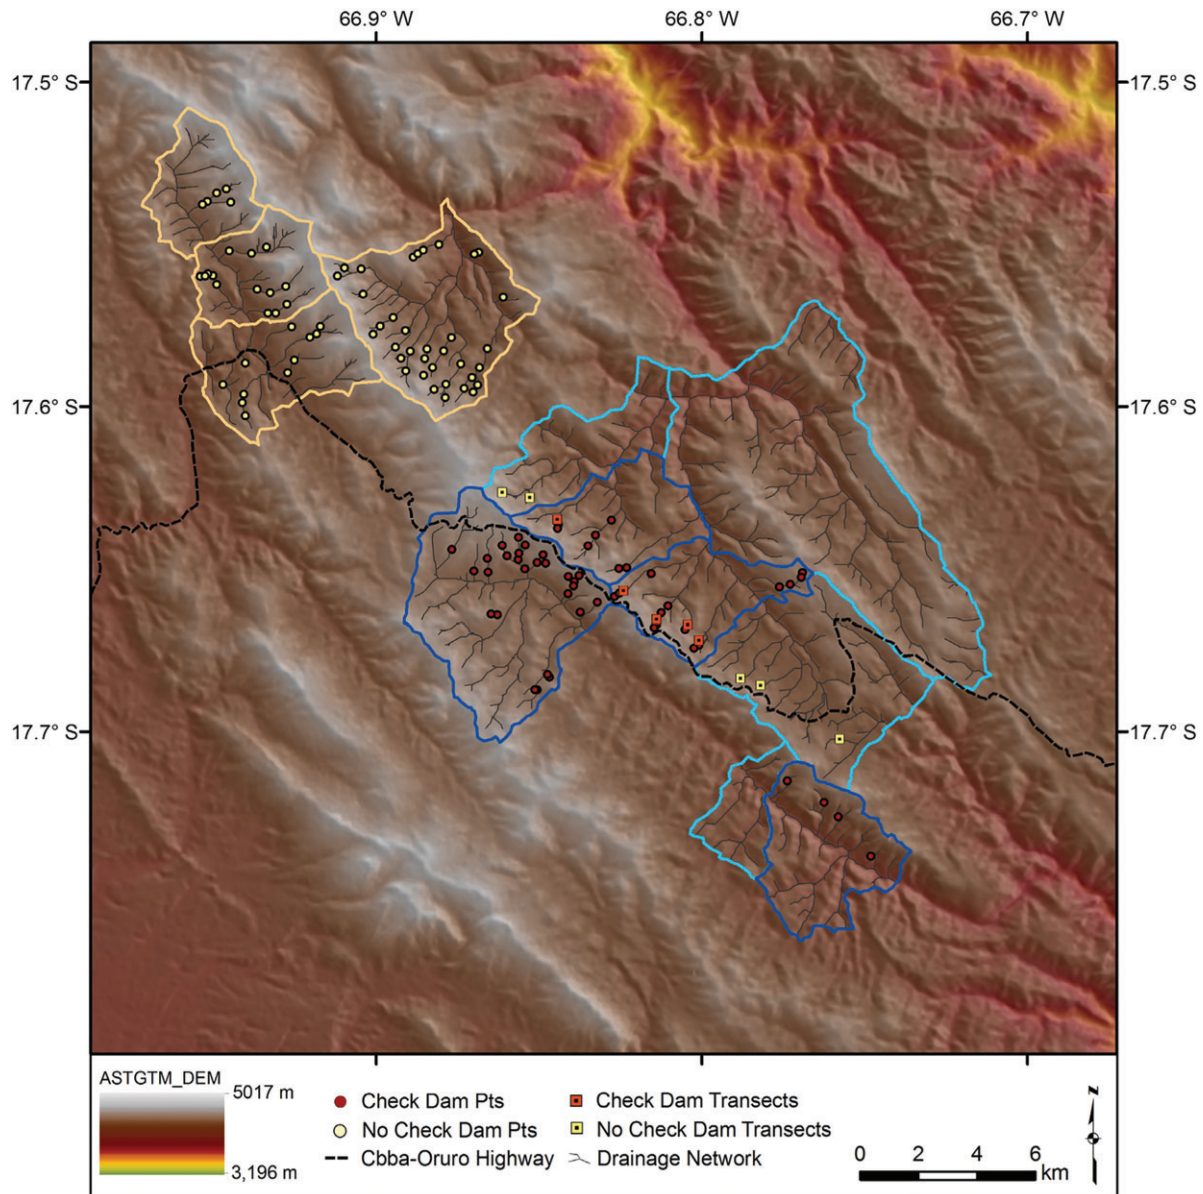 66.9° W 66.8° W 66.7° W
17.5° S 17.5° S
17.6° S 17.6° S
17.7° S 17.7° S
ASTGTM_DEM
5017 m
3,196 m
Check Dam Pts
No Check Dam Pts
Cbba-Oruro Highway
Check Dam Transects
No Check Dam Transects
Drainage Network
0 2 4 6
km
N